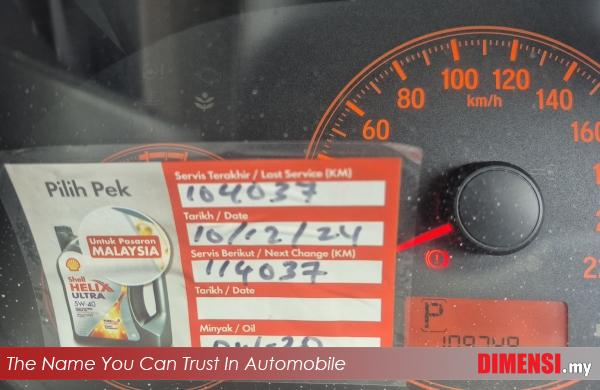 80 100 120 140
60 km/h 160
Pilih Pek
Untuk Pasaran
MALAYSIA
Shell
HELIX
ULTRA
5W-40
Servis Terakhir / Last Service (KM)
104037
Tarikh / Date
10/12/24
Servis Berikut / Next Change (KM)
114037
Tarikh / Date
Minyak / Oil
P
The Name You Can Trust In Automobile
DIMENSI.my